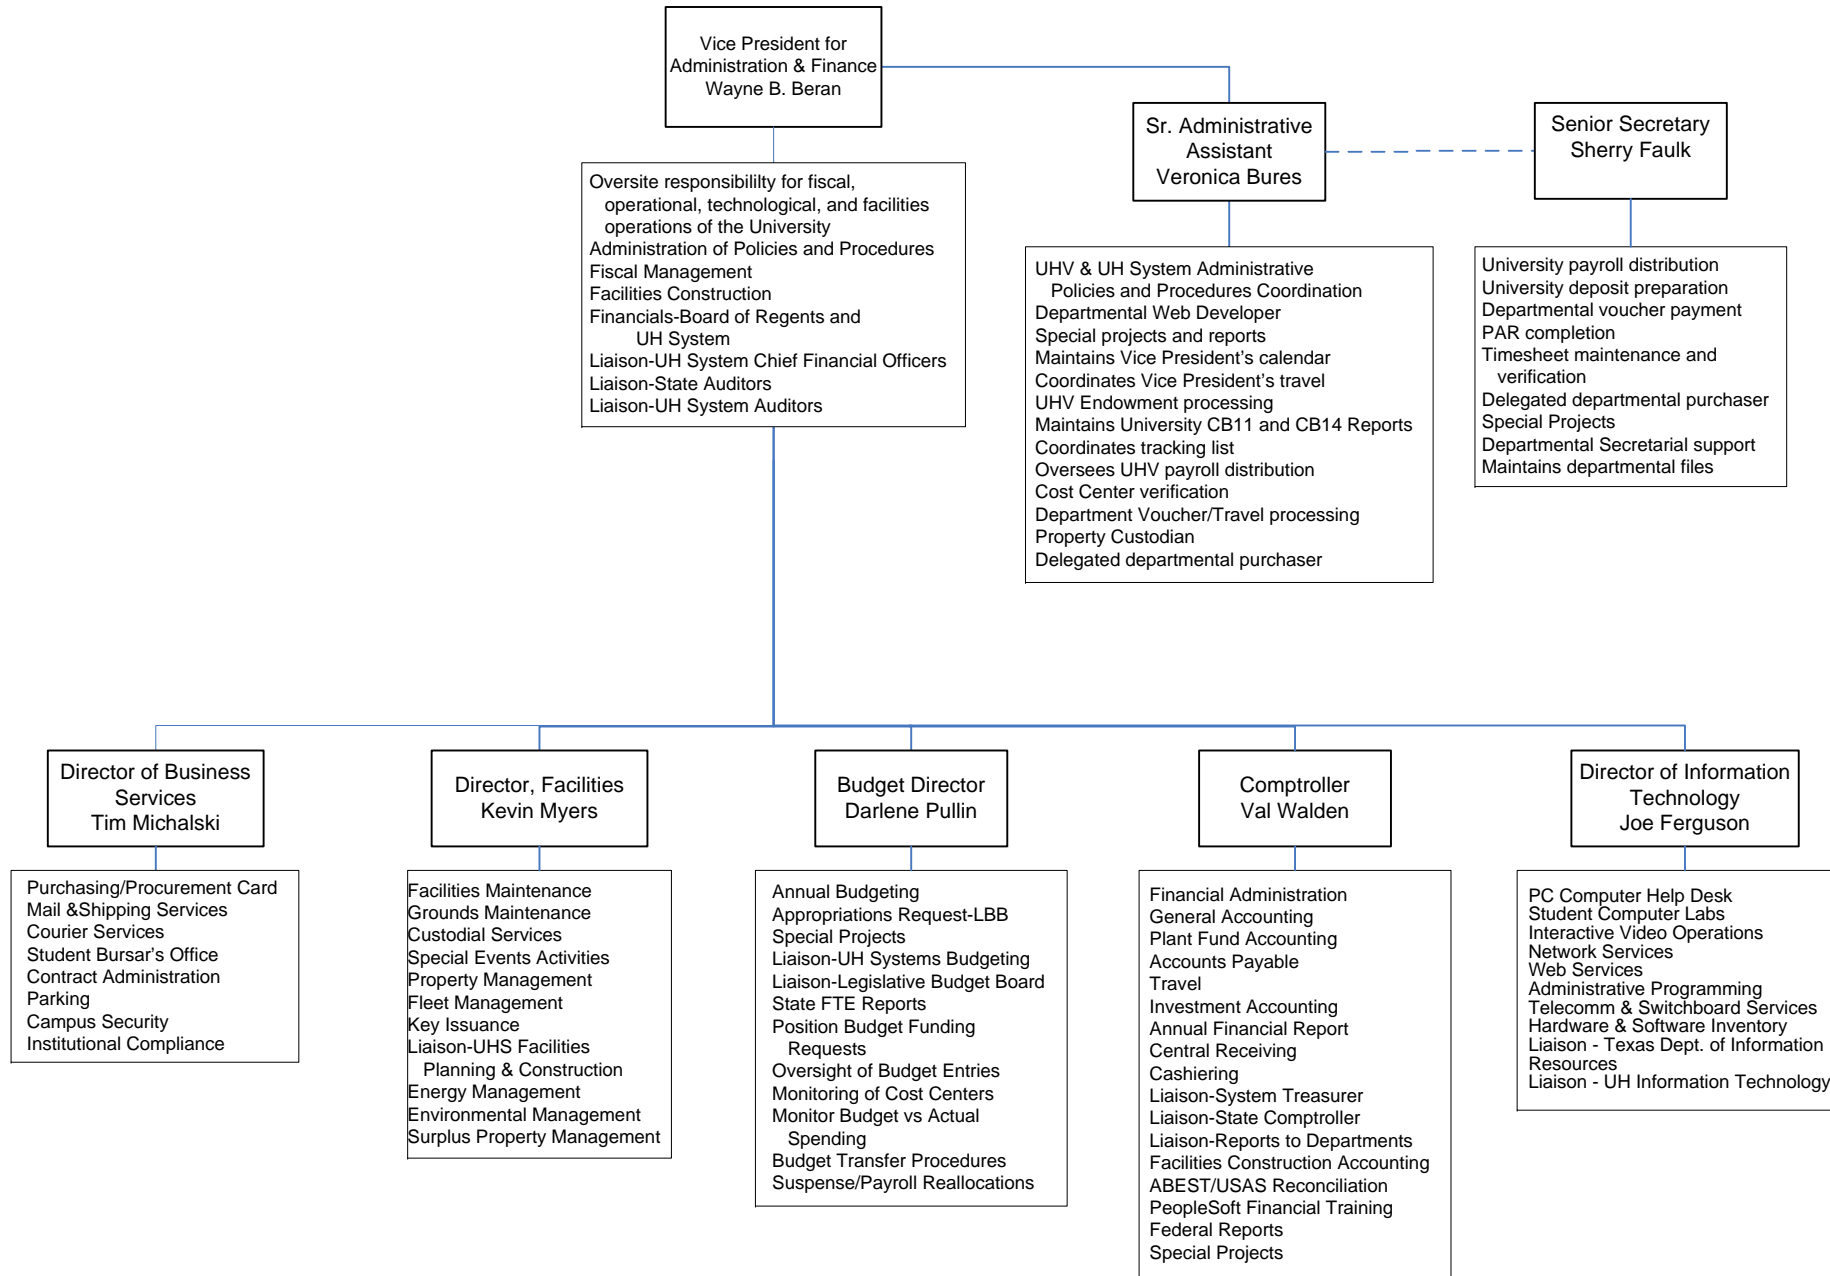 Vice President for
Administration & Finance
Wayne B. Beran
Sr. Administrative
Assistant
Veronica Bures
Senior Secretary
Sherry Faulk
Oversite responsibililty for fiscal,
operational, technological, and facilities
operations of the University
Administration of Policies and Procedures
Fiscal Management
Facilities Construction
Financials-Board of Regents and
UH System
Liaison-UH System Chief Financial Officers
Liaison-State Auditors
Liaison-UH System Auditors
UHV & UH System Administrative
Policies and Procedures Coordination
Departmental Web Developer
Special projects and reports
Maintains Vice President’s calendar
Coordinates Vice President’s travel
UHV Endowment processing
Maintains University CB11 and CB14 Reports
Coordinates tracking list
Oversees UHV payroll distribution
Cost Center verification
Department Voucher/Travel processing
Property Custodian
Delegated departmental purchaser
University payroll distribution
University deposit preparation
Departmental voucher payment
PAR completion
Timesheet maintenance and
verification
Delegated departmental purchaser
Special Projects
Departmental Secretarial support
Maintains departmental files
Director of Business
Services
Tim Michalski
Director, Facilities
Kevin Myers
Budget Director
Darlene Pullin
Comptroller
Val Walden
Director of Information
Technology
Joe Ferguson
Purchasing/Procurement Card
Mail &Shipping Services
Courier Services
Student Bursar’s Office
Contract Administration
Parking
Campus Security
Institutional Compliance
Facilities Maintenance
Grounds Maintenance
Custodial Services
Special Events Activities
Property Management
Fleet Management
Key Issuance
Liaison-UHS Facilities
Planning & Construction
Energy Management
Environmental Management
Surplus Property Management
Annual Budgeting
Appropriations Request-LBB
Special Projects
Liaison-UH Systems Budgeting
Liaison-Legislative Budget Board
State FTE Reports
Position Budget Funding
Requests
Oversight of Budget Entries
Monitoring of Cost Centers
Monitor Budget vs Actual
Spending
Budget Transfer Procedures
Suspense/Payroll Reallocations
Financial Administration
General Accounting
Plant Fund Accounting
Accounts Payable
Travel
Investment Accounting
Annual Financial Report
Central Receiving
Cashiering
Liaison-System Treasurer
Liaison-State Comptroller
Liaison-Reports to Departments
Facilities Construction Accounting
ABEST/USAS Reconciliation
PeopleSoft Financial Training
Federal Reports
Special Projects
PC Computer Help Desk
Student Computer Labs
Interactive Video Operations
Network Services
Web Services
Administrative Programming
Telecomm & Switchboard Services
Hardware & Software Inventory
Liaison - Texas Dept. of Information
Resources
Liaison - UH Information Technology